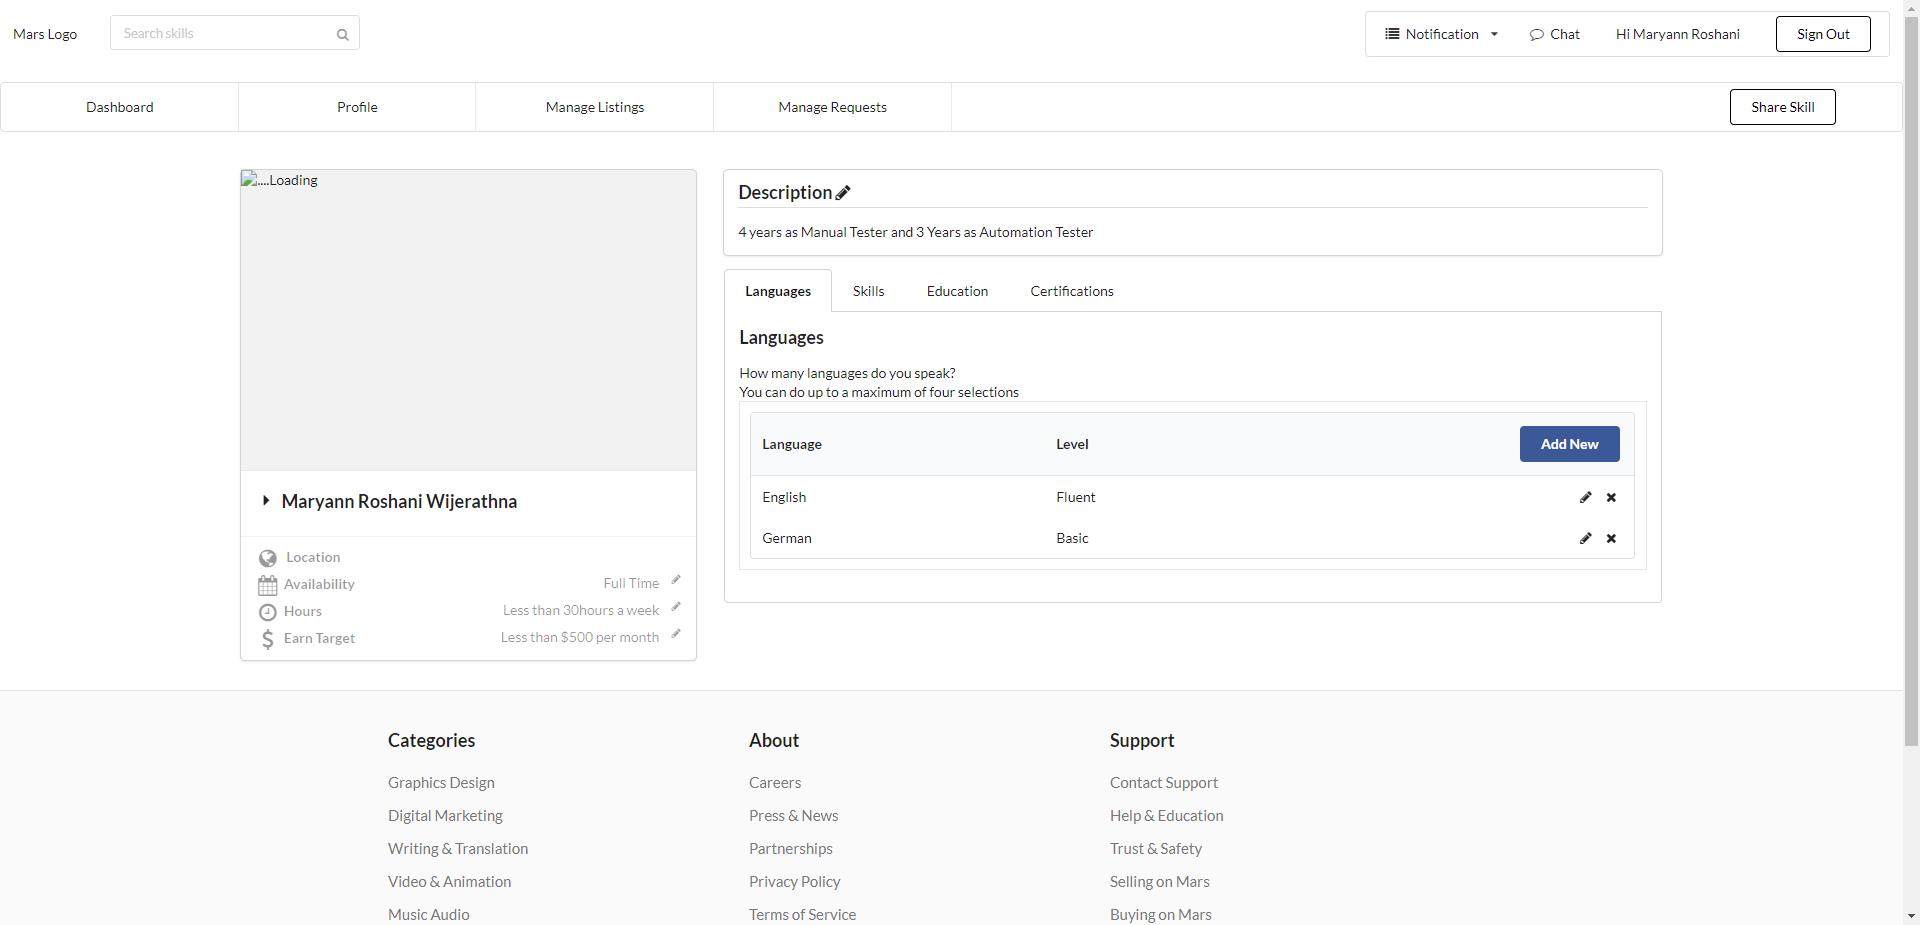 Mars Logo
Search skills
Notification
Chat
Hi Maryann Roshani
Sign Out
Dashboard
Profile
Manage Listings
Manage Requests
Share Skill
....Loading
Maryann Roshani Wijerathna
Location
Availability
Full Time
Hours
Less than 30hours a week
Earn Target
Less than $500 per month
Description
4 years as Manual Tester and 3 Years as Automation Tester
Languages
Skills
Education
Certifications
Languages
How many languages do you speak?
You can do up to a maximum of four selections
Language
Level
Add New
English
Fluent
German
Basic
Categories
Graphics Design
Digital Marketing
Writing & Translation
Video & Animation
Music Audio
About
Careers
Press & News
Partnerships
Privacy Policy
Terms of Service
Support
Contact Support
Help & Education
Trust & Safety
Selling on Mars
Buying on Mars